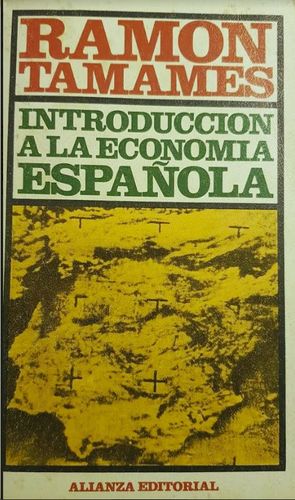 RAMON
TAMAMES
INTRODUCCION
A LA ECONOMIA
ESPAÑOLA
ALIANZA EDITORIAL